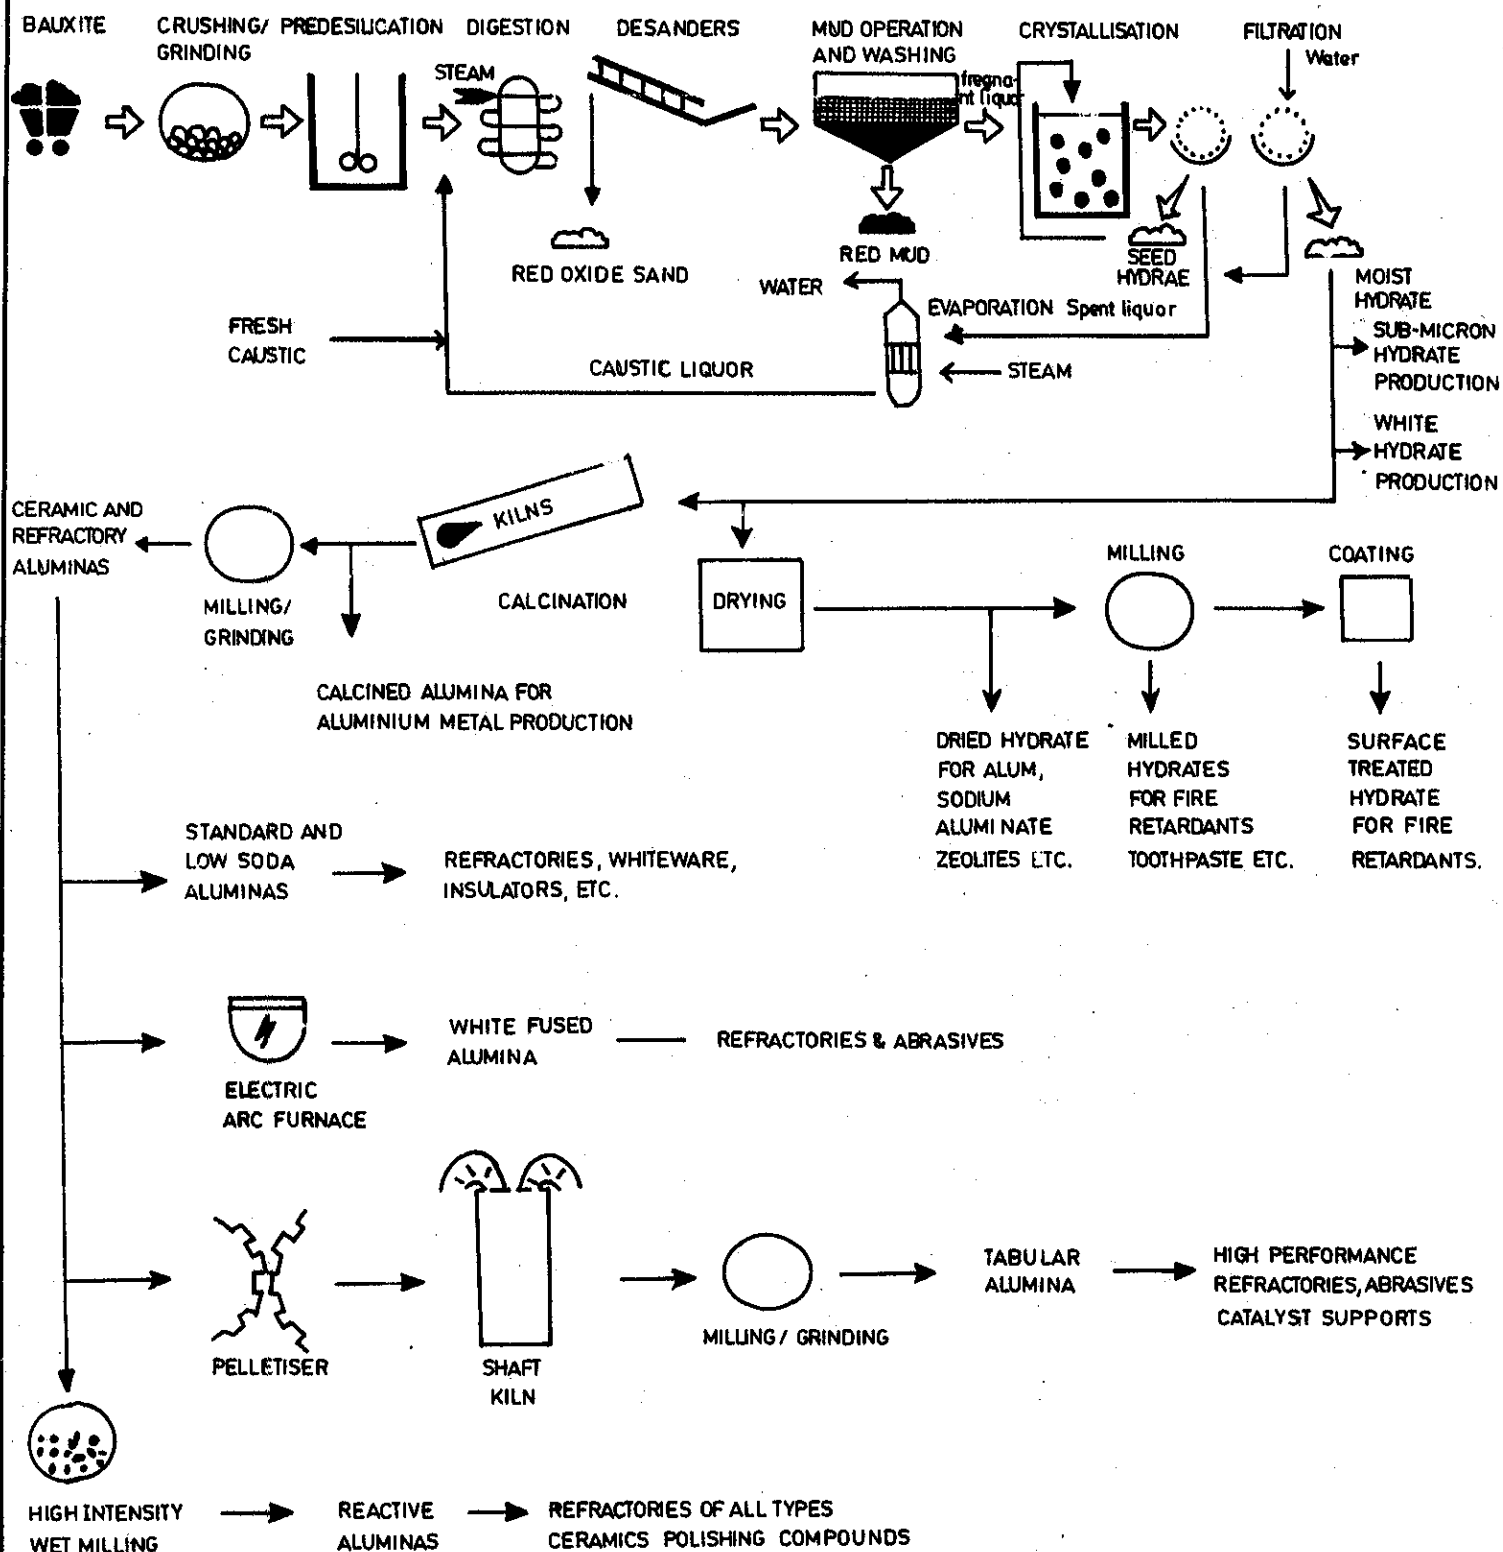 BAUXITE
CRUSHING/
GRINDING
PREDESILICATION
DIGESTION
DESANDERS
MUD OPERATION
AND WASHING
CRYSTALLISATION
FILTRATION
Water
STEAM
fregna-
nt liquor
RED OXIDE SAND
RED MUD
SEED
HYDRAE
WATER
EVAPORATION Spent liquor
MOIST
HYDRATE
SUB-MICRON
HYDRATE
PRODUCTION
WHITE
HYDRATE
PRODUCTION
FRESH
CAUSTIC
CAUSTIC LIQUOR
STEAM
CERAMIC AND
REFRACTORY
ALUMINAS
MILLING/
GRINDING
KILNS
CALCINATION
DRYING
MILLING
COATING
CALCINED ALUMINA FOR
ALUMINIUM METAL PRODUCTION
DRIED HYDRATE
FOR ALUM,
SODIUM
ALUMINATE
ZEOLITES ETC.
MILLED
HYDRATES
FOR FIRE
RETARDANTS
TOOTHPASTE ETC.
SURFACE
TREATED
HYDRATE
FOR FIRE
RETARDANTS.
STANDARD AND
LOW SODA
ALUMINAS
REFRACTORIES, WHITEWARE,
INSULATORS, ETC.
ELECTRIC
ARC FURNACE
WHITE FUSED
ALUMINA
REFRACTORIES & ABRASIVES
PELLETISER
SHAFT
KILN
MILLING / GRINDING
TABULAR
ALUMINA
HIGH PERFORMANCE
REFRACTORIES, ABRASIVES
CATALYST SUPPORTS
HIGH INTENSITY
WET MILLING
REACTIVE
ALUMINAS
REFRACTORIES OF ALL TYPES
CERAMICS POLISHING COMPOUNDS